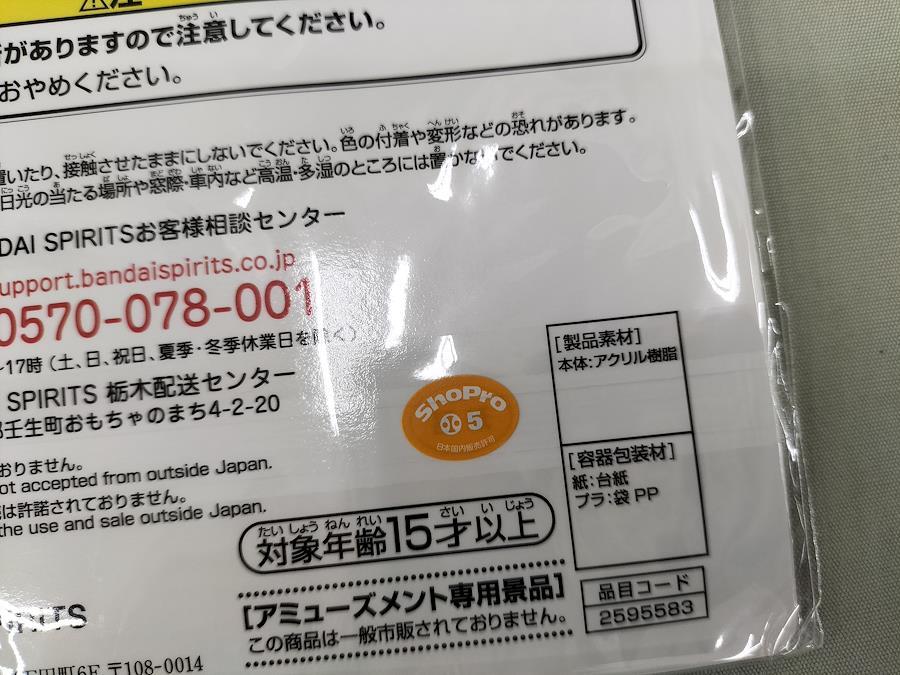 注
がありますので注意してください。
おやめください。
置いたり、接触させたままにしないでください。色の付着や変形などの恐れがあります。
日光の当たる場所や窓際・車内など高温・多湿のところには置かないでください。
DAI SPIRITSお客様相談センター
upport.bandaispirits.co.jp
0570-078-001
~17時（土、日、祝日、夏季・冬季休業日を除く）
SPIRITS 栃木配送センター
壬生町おもちゃのまち4-2-20
おりません。
ot accepted from outside Japan.
は許諾されておりません。
the use and sale outside Japan.
ShoPro
5
日本国内販売許可
[製品素材]
本体:アクリル樹脂
[容器包装材]
紙:台紙
プラ:袋 PP
対象年齢15才以上
[アミューズメント専用景品]
この商品は一般市販されておりません。
品目コード
2595583
SPIRITS
町6F 〒108-0014